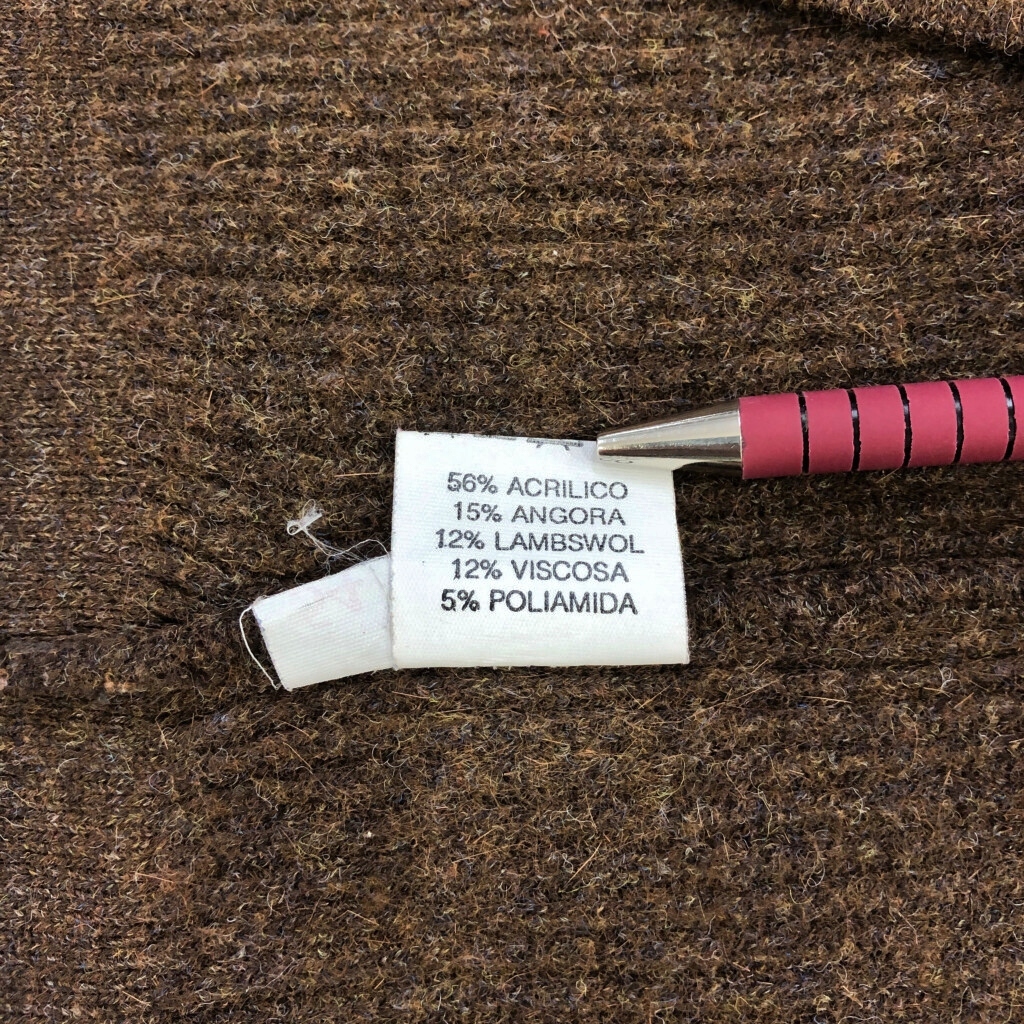 56% ACRILICO
15% ANGORA
12% LAMBSWOL
12% VISCOSA
5% POLIAMIDA